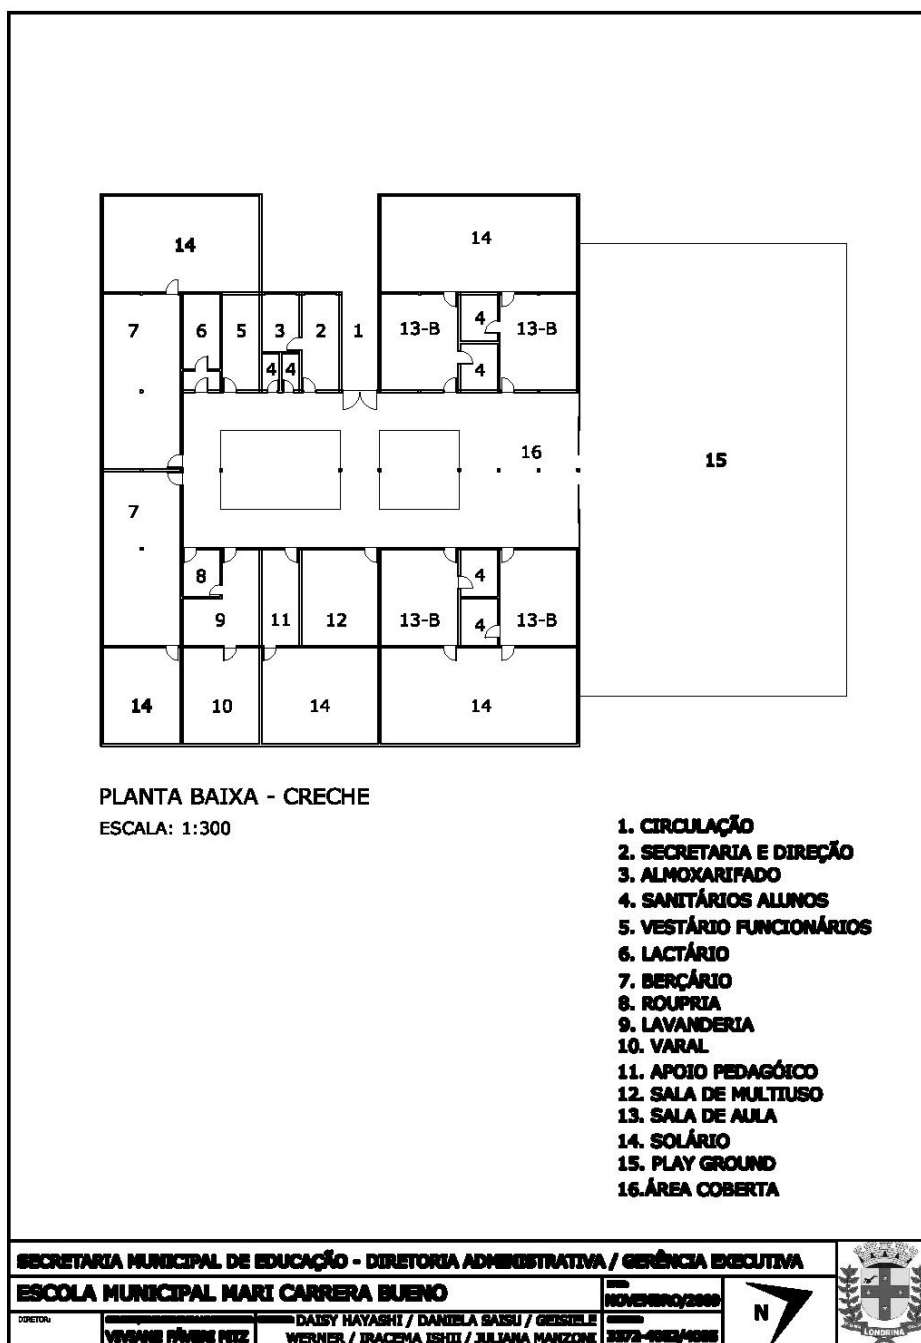 14
14
7
6
5
3
2
1
13-B
4
13-B
4
4
4
16
15
7
8
4
9
11
12
13-B
4
13-B
14
10
14
14
PLANTA BAIXA - CRECHE
ESCALA: 1:300
1. CIRCULAÇÃO
2. SECRETARIA E DIREÇÃO
3. ALMOXARIFADO
4. SANITÁRIOS ALUNOS
5. VESTÁRIO FUNCIONÁRIOS
6. LACTÁRIO
7. BERÇÁRIO
8. ROUPRIA
9. LAVANDERIA
10. VARAL
11. APOIO PEDAGÓICO
12. SALA DE MULTIUSO
13. SALA DE AULA
14. SOLÁRIO
15. PLAY GROUND
16.ÁREA COBERTA
SECRETARIA MUNICIPAL DE EDUCAÇÃO - DIRETORIA ADMINISTRATIVA / GERÊNCIA EXECUTIVA
ESCOLA MUNICIPAL MARI CARRERA BUENO
NOVEMBRO/
N
DIRETOR:
DAISY HAYASHI / DANIELA SAISU / GEISIELE
WERNER / IRACEMA ISHII / JULIANA MANZONI
LONDRINA